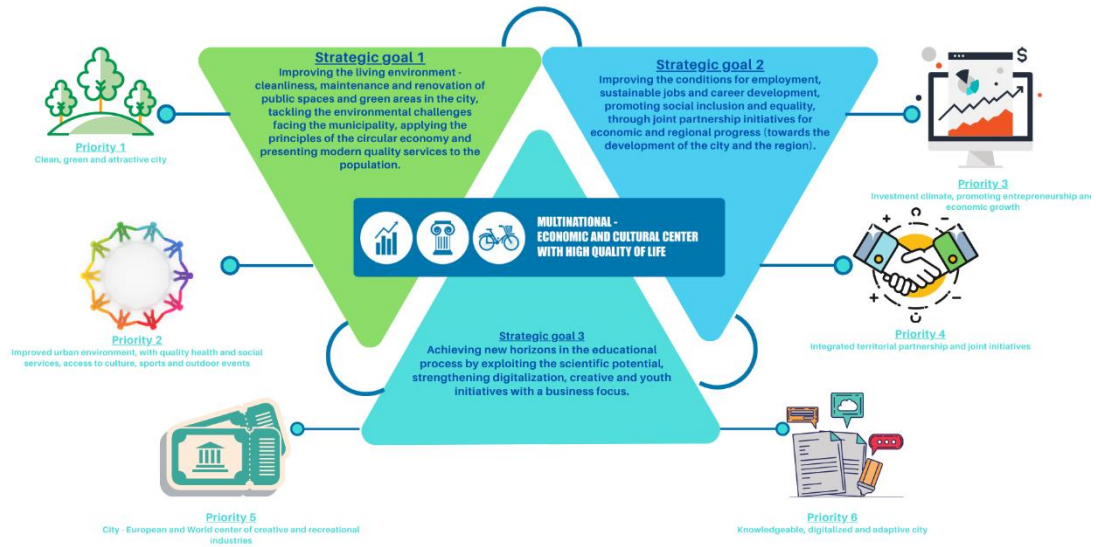 Strategic goal 1
Improving the living environment -
cleanliness, maintenance and renovation of
public spaces and green areas in the city,
tackling the environmental challenges
facing the municipality, applying the
principles of the circular economy and
presenting modern quality services to the
population.
Strategic goal 2
Improving the conditions for employment,
sustainable jobs and career development,
promoting social inclusion and equality,
through joint partnership initiatives for
economic and regional progress (towards the
development of the city and the region).
$
Priority 1
Clean, green and attractive city
Priority 3
Investment climate, promoting entrepreneurship and
economic growth
MULTINATIONAL -
ECONOMIC AND CULTURAL CENTER
WITH HIGH QUALITY OF LIFE
Priority 2
Improved urban environment, with quality health and social
services, access to culture, sports and outdoor events
Priority 4
Integrated territorial partnership and joint initiatives
Strategic goal 3
Achieving new horizons in the educational
process by exploiting the scientific potential,
strengthening digitalization, creative and youth
initiatives with a business focus.
Priority 5
City - European and World center of creative and recreational
industries
Priority 6
Knowledgeable, digitalized and adaptive city